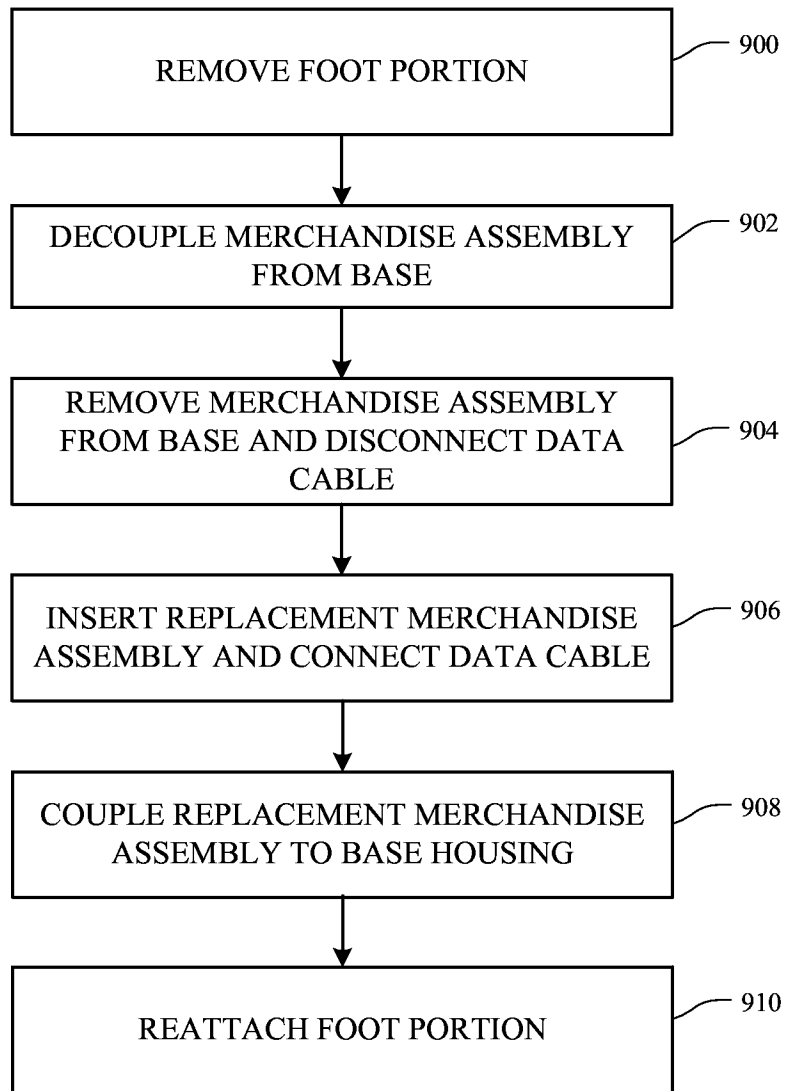 REMOVE FOOT PORTION
900
DECOUPLE MERCHANDISE ASSEMBLY
FROM BASE
902
REMOVE MERCHANDISE ASSEMBLY
FROM BASE AND DISCONNECT DATA
CABLE
904
INSERT REPLACEMENT MERCHANDISE
ASSEMBLY AND CONNECT DATA CABLE
906
COUPLE REPLACEMENT MERCHANDISE
ASSEMBLY TO BASE HOUSING
908
REATTACH FOOT PORTION
910